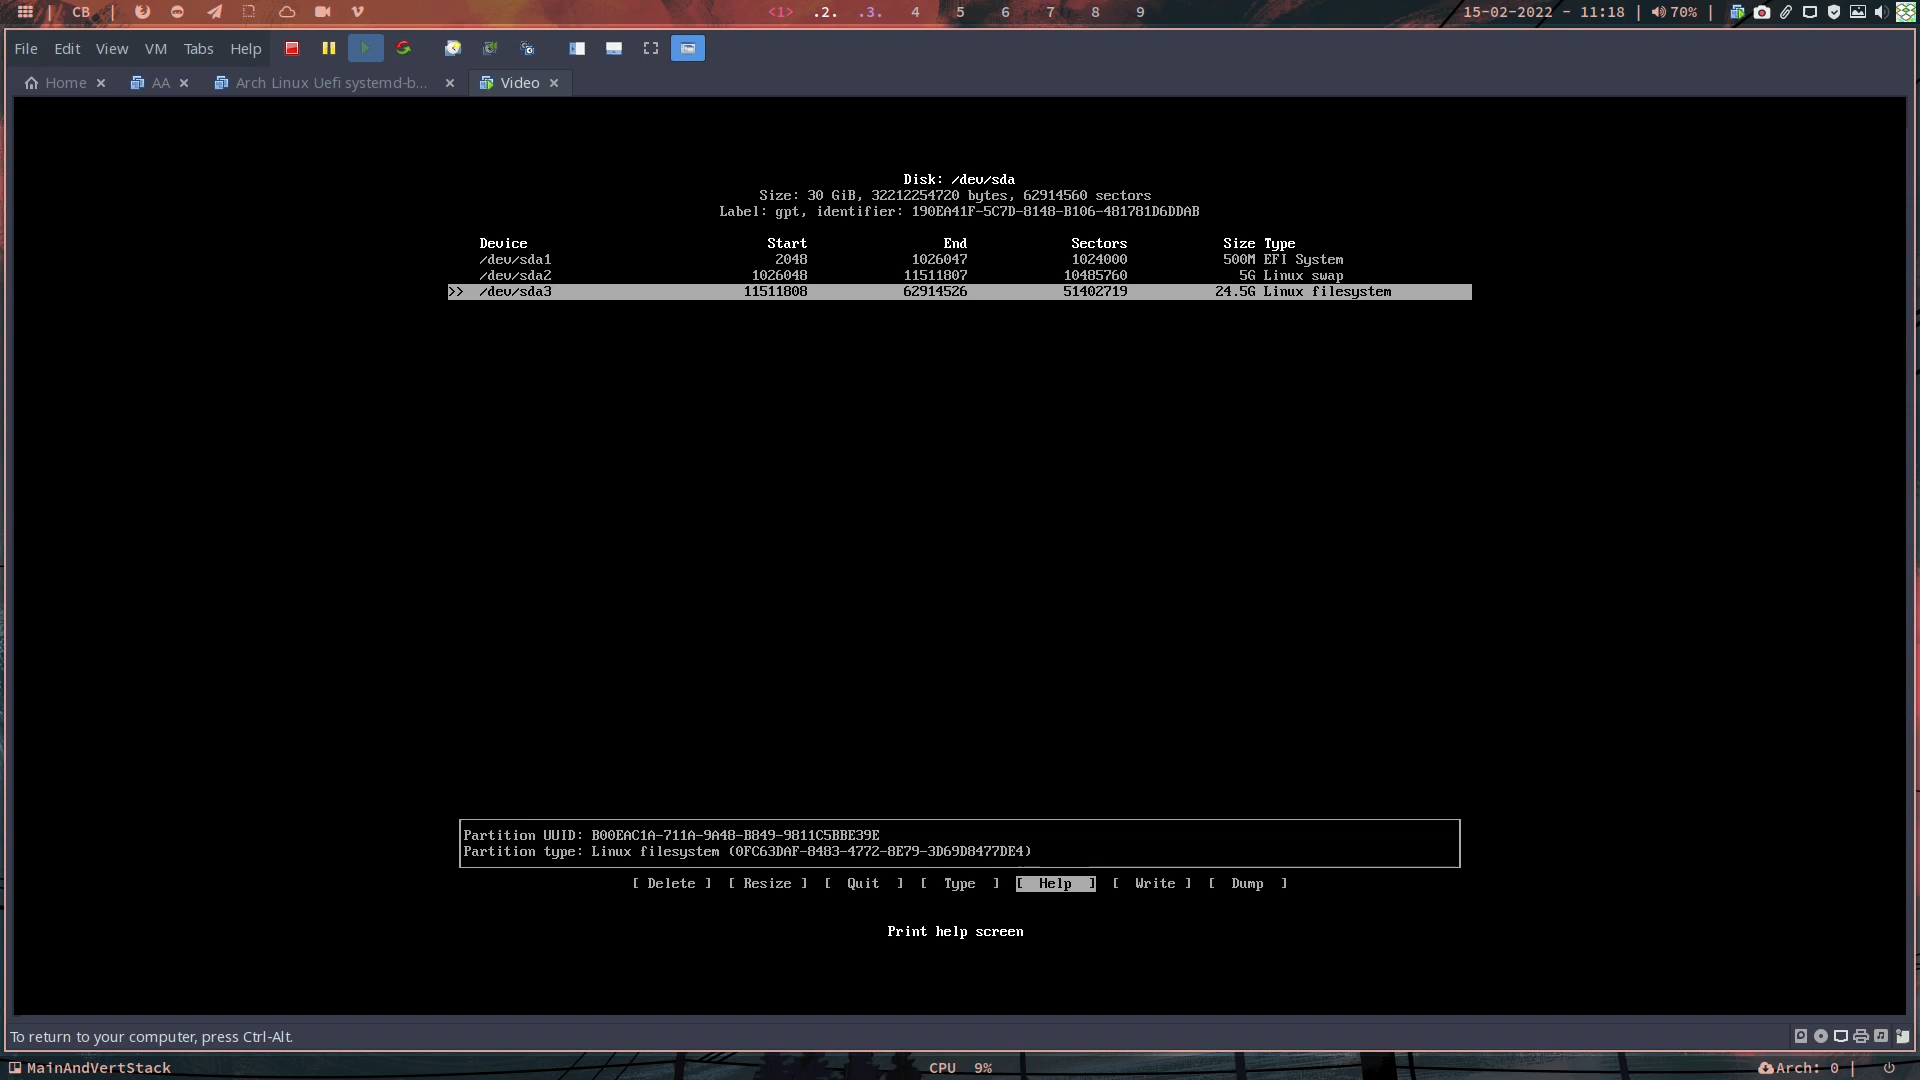 CB
<1> .2. .3. 4 5 6 7 8 9
15-02-2022 - 11:18 | 70% |
File Edit View VM Tabs Help
Home AA Arch Linux Uefi systemd-b... Video
Disk: /dev/sda
Size: 30 GiB, 32212254720 bytes, 62914560 sectors
Label: gpt, identifier: 190EA41F-5C7D-8148-B106-481781D6DDAB
Device Start End Sectors Size Type
/dev/sda1 2048 1026047 1024000 500M EFI System
/dev/sda2 1026048 11511807 10485760 5G Linux swap
>> /dev/sda3 11511808 62914526 51402719 24.5G Linux filesystem
Partition UUID: B00EAC1A-711A-9A48-B849-9811C5BBE39E
Partition type: Linux filesystem (0FC63DAF-8483-4772-8E79-3D69D8477DE4)
[ Delete ] [ Resize ] [ Quit ] [ Type ] [ Help ] [ Write ] [ Dump ]
Print help screen
To return to your computer, press Ctrl-Alt.
MainAndVertStack CPU 9% Arch: 0 |